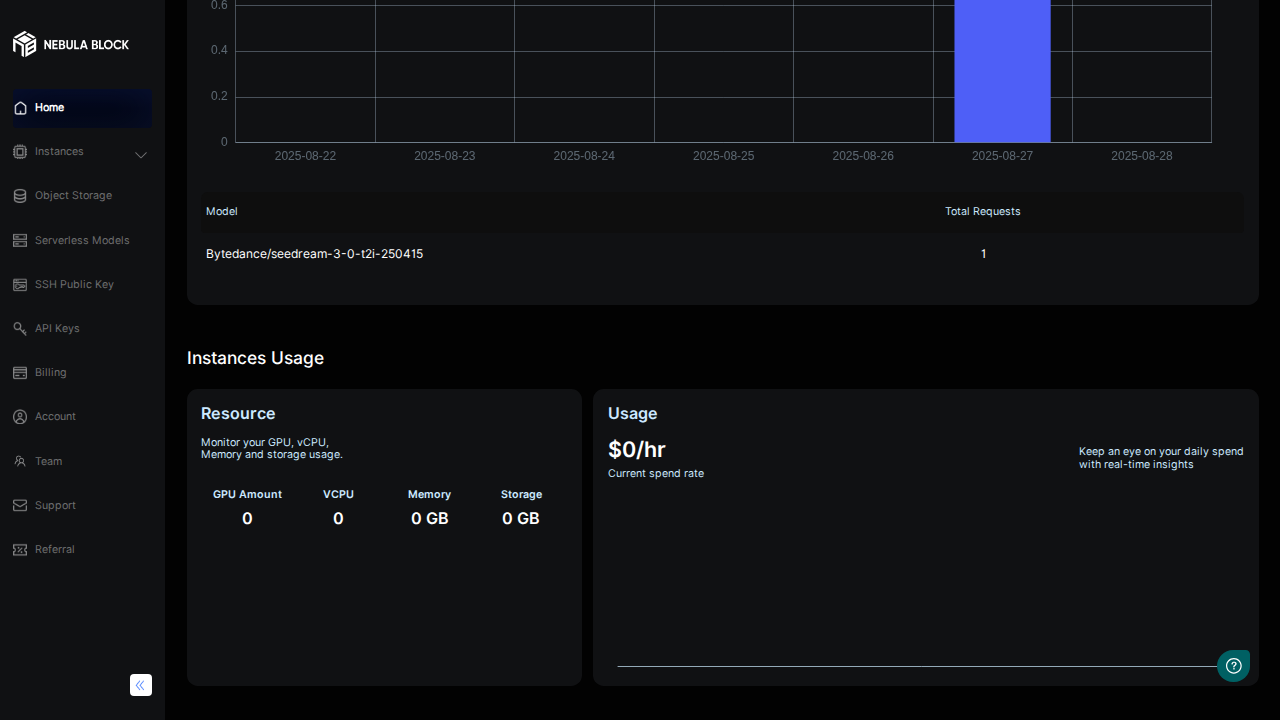 NEBULA BLOCK
Home
Instances
Object Storage
Serverless Models
SSH Public Key
API Keys
Billing
Account
Team
Support
Referral
0.6
0.4
0.2
0
2025-08-22 2025-08-23 2025-08-24 2025-08-25 2025-08-26 2025-08-27 2025-08-28
Model Total Requests
Bytedance/seedream-3-0-t2i-250415 1
Instances Usage
Resource
Monitor your GPU, vCPU,
Memory and storage usage.
GPU Amount VCPU Memory Storage
0 0 0 GB 0 GB
Usage
$0/hr
Current spend rate
Keep an eye on your daily spend
with real-time insights